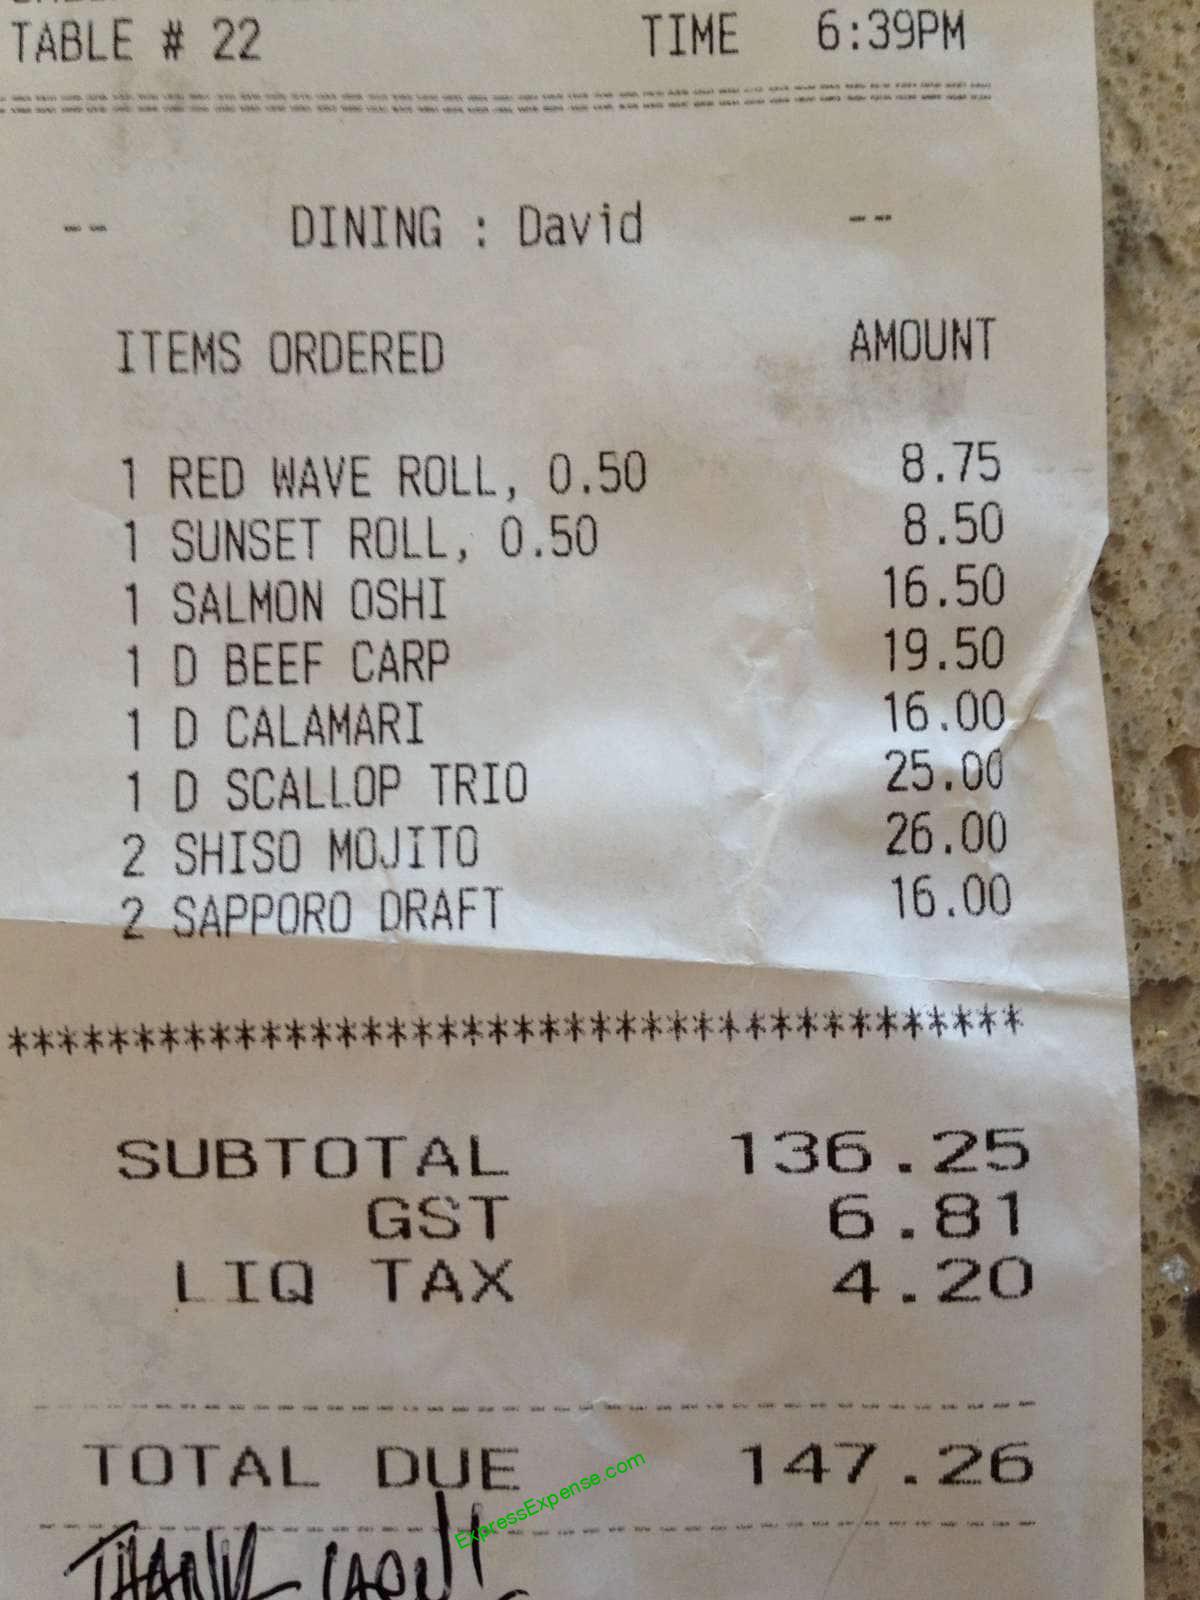 TABLE # 22 TIME 6:39PM
-- DINING : David --
ITEMS ORDERED AMOUNT
1 RED WAVE ROLL, 0.50 8.75
1 SUNSET ROLL, 0.50 8.50
1 SALMON OSHI 16.50
1 D BEEF CARP 19.50
1 D CALAMARI 16.00
1 D SCALLOP TRIO 25.00
2 SHISO MOJITO 26.00
2 SAPPORO DRAFT 16.00
****************************************
SUBTOTAL 136.25
GST 6.81
LIQ TAX 4.20
TOTAL DUE 147.26
ExpressExpense.com
THANK